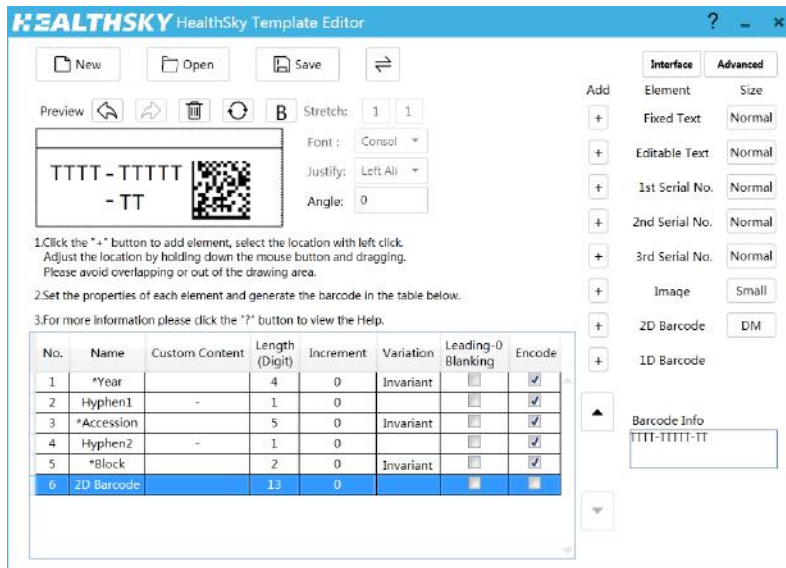 HEALTHSKY HealthSky Template Editor ? – ×
New Open Save ⇌ Interface Advanced
Add Element Size
Preview B Stretch: 1 1
+ Fixed Text Normal
Font : Consol
+ Editable Text Normal
TTTT - TTTTT
- TT
Justify: Left Ali
+ 1st Serial No. Normal
Angle: 0
+ 2nd Serial No. Normal
1.Click the "+" button to add element, select the location with left click.
Adjust the location by holding down the mouse button and dragging.
Please avoid overlapping or out of the drawing area.
+ 3rd Serial No. Normal
2.Set the properties of each element and generate the barcode in the table below.
+ Image Small
3.For more information please click the "?" button to view the Help.
+ 2D Barcode DM
+ 1D Barcode
No. Name Custom Content Length (Digit) Increment Variation Leading-0 Blanking Encode
1 *Year 4 0 Invariant
2 Hyphen1 - 1 0
3 *Accession 5 0 Invariant
4 Hyphen2 - 1 0
5 *Block 2 0 Invariant
6 2D Barcode 13 0
Barcode Info
TTTT-TTTTT-TT